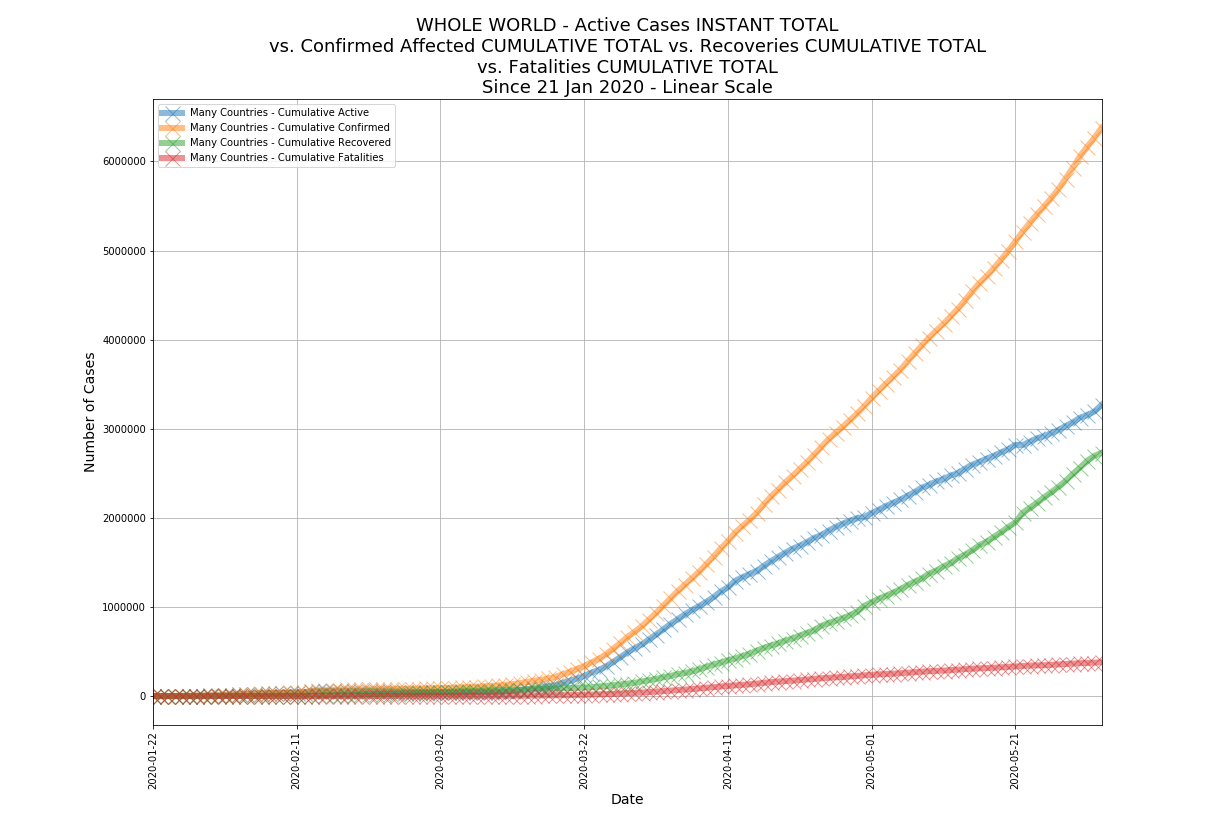 WHOLE WORLD - Active Cases INSTANT TOTAL
vs. Confirmed Affected CUMULATIVE TOTAL vs. Recoveries CUMULATIVE TOTAL
vs. Fatalities CUMULATIVE TOTAL
Since 21 Jan 2020 - Linear Scale
Many Countries - Cumulative Active
Many Countries - Cumulative Confirmed
Many Countries - Cumulative Recovered
Many Countries - Cumulative Fatalities
6000000
5000000
4000000
3000000
2000000
1000000
0
Number of Cases
2020-01-22
2020-02-11
2020-03-02
2020-03-22
2020-04-11
2020-05-01
2020-05-21
Date